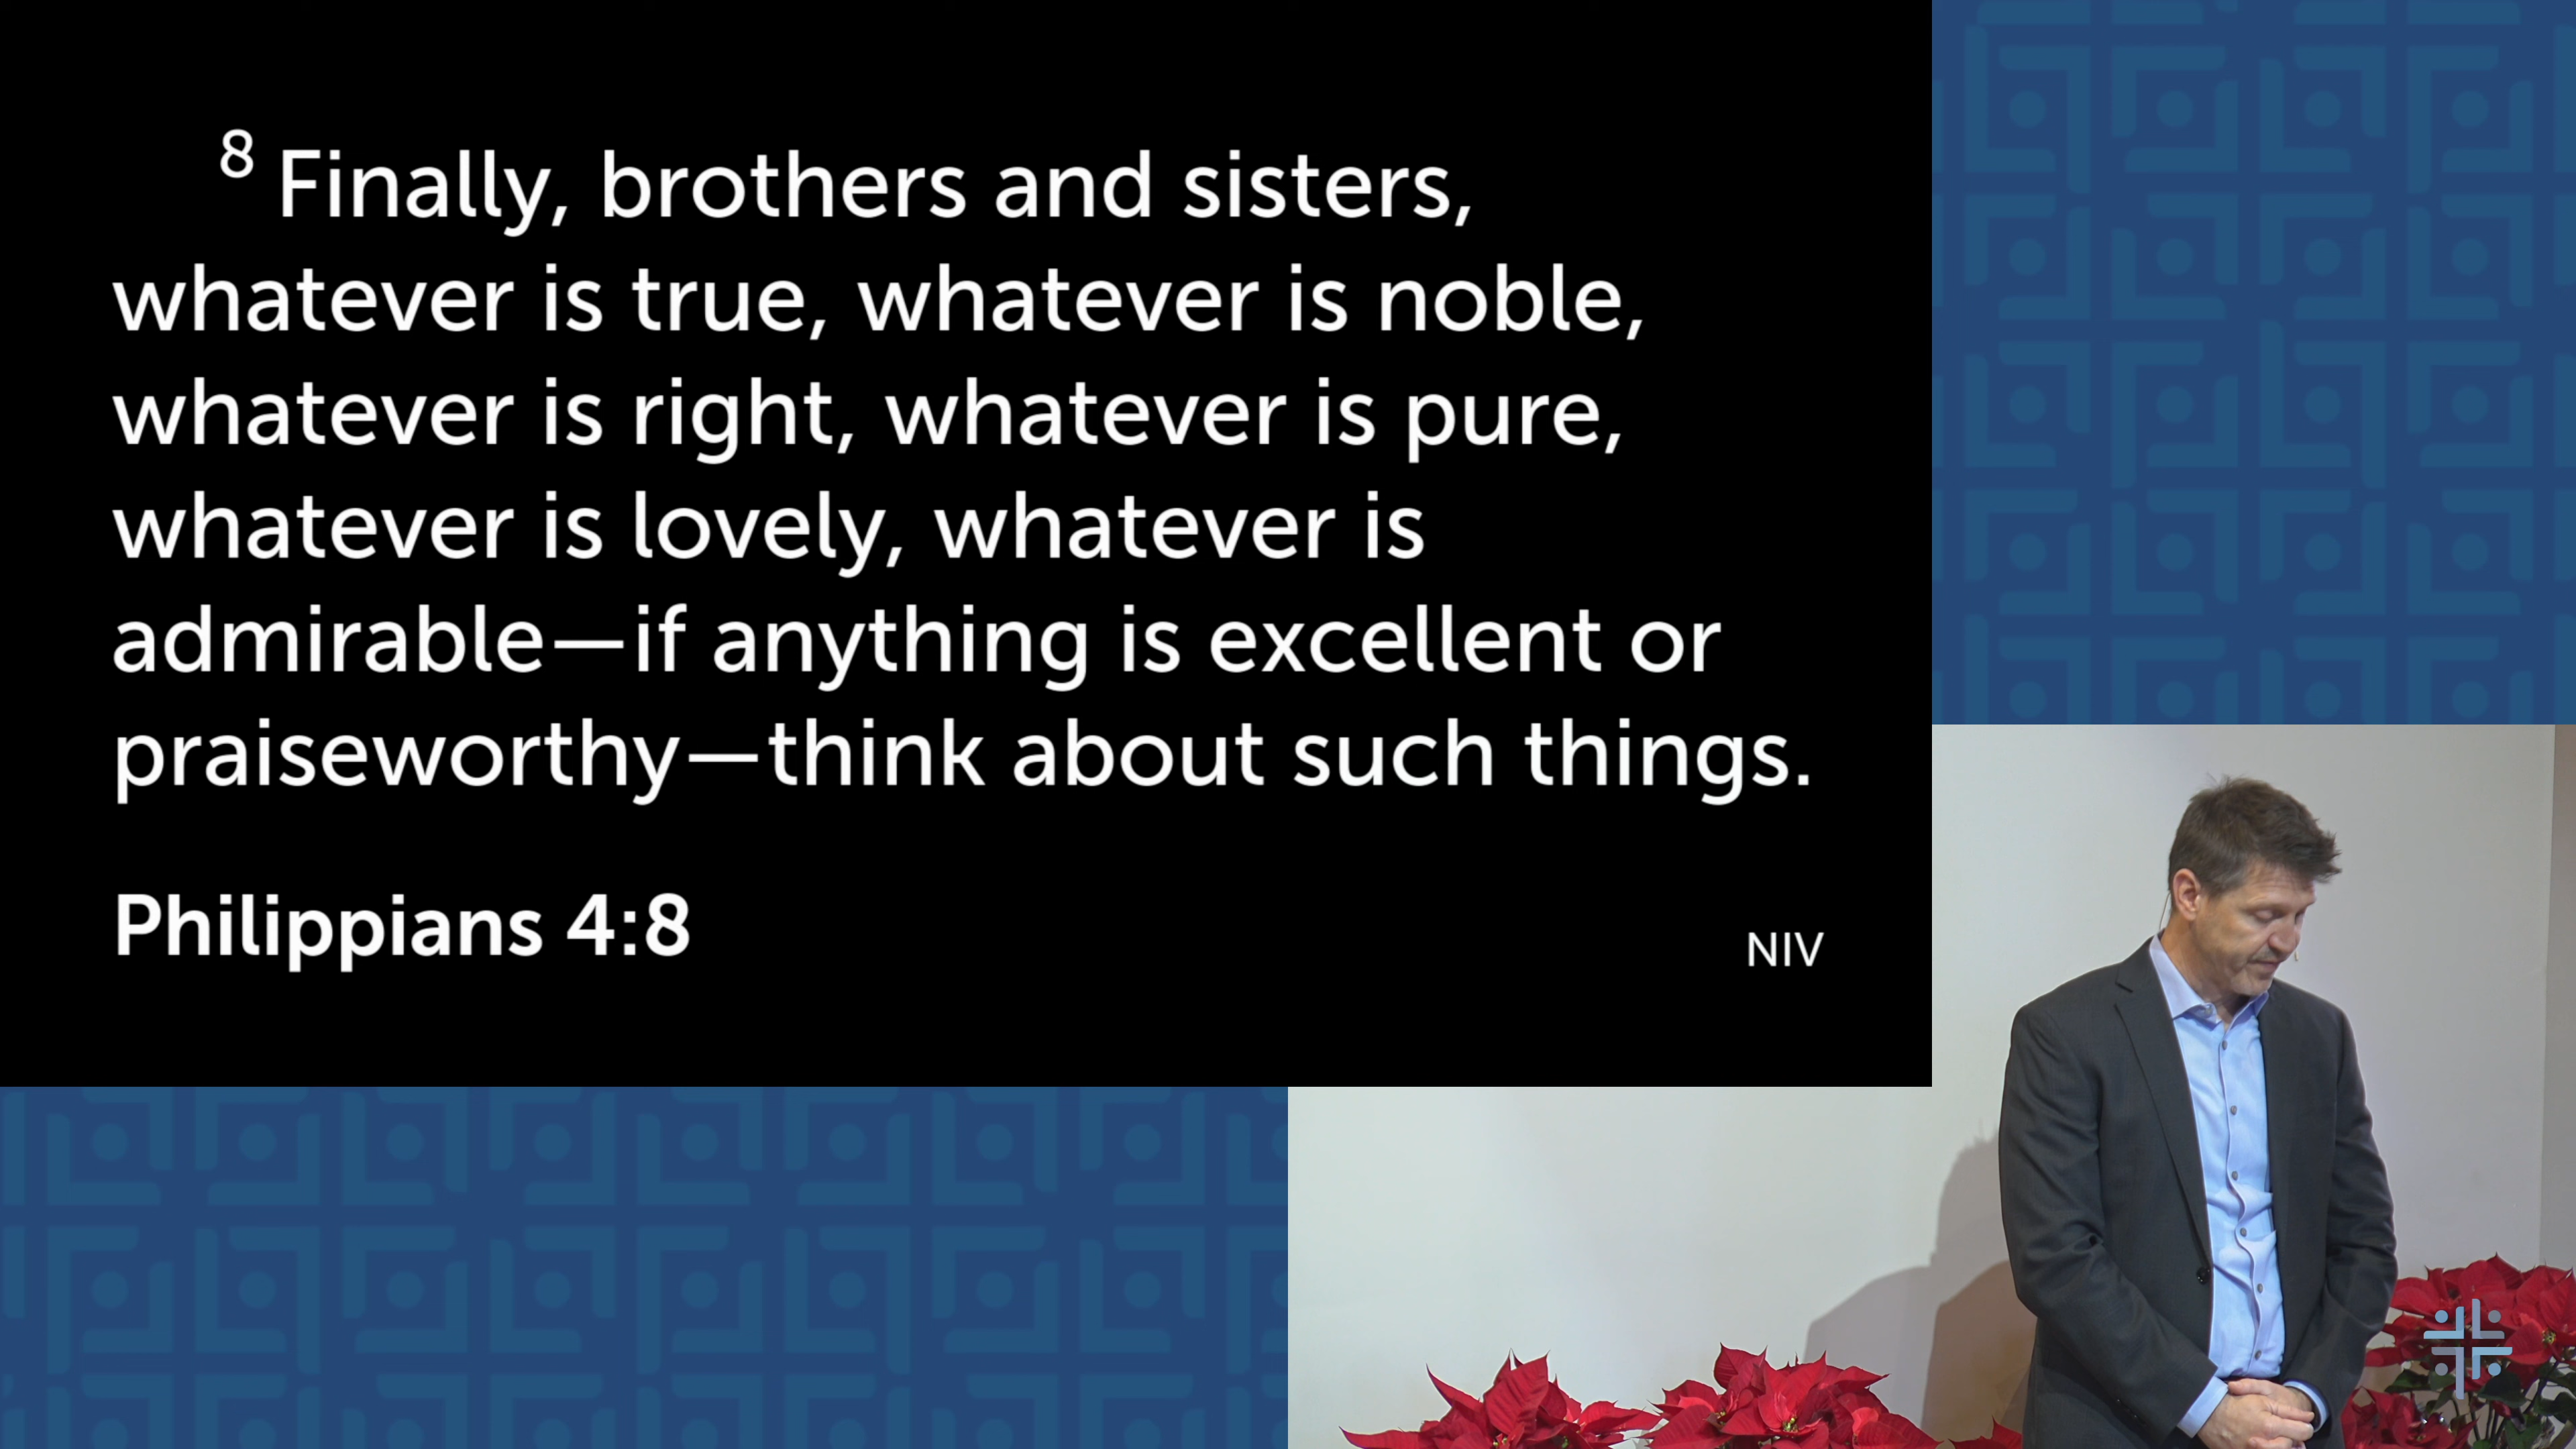 8 Finally, brothers and sisters,
whatever is true, whatever is noble,
whatever is right, whatever is pure,
whatever is lovely, whatever is
admirable—if anything is excellent or
praiseworthy—think about such things.
Philippians 4:8
NIV